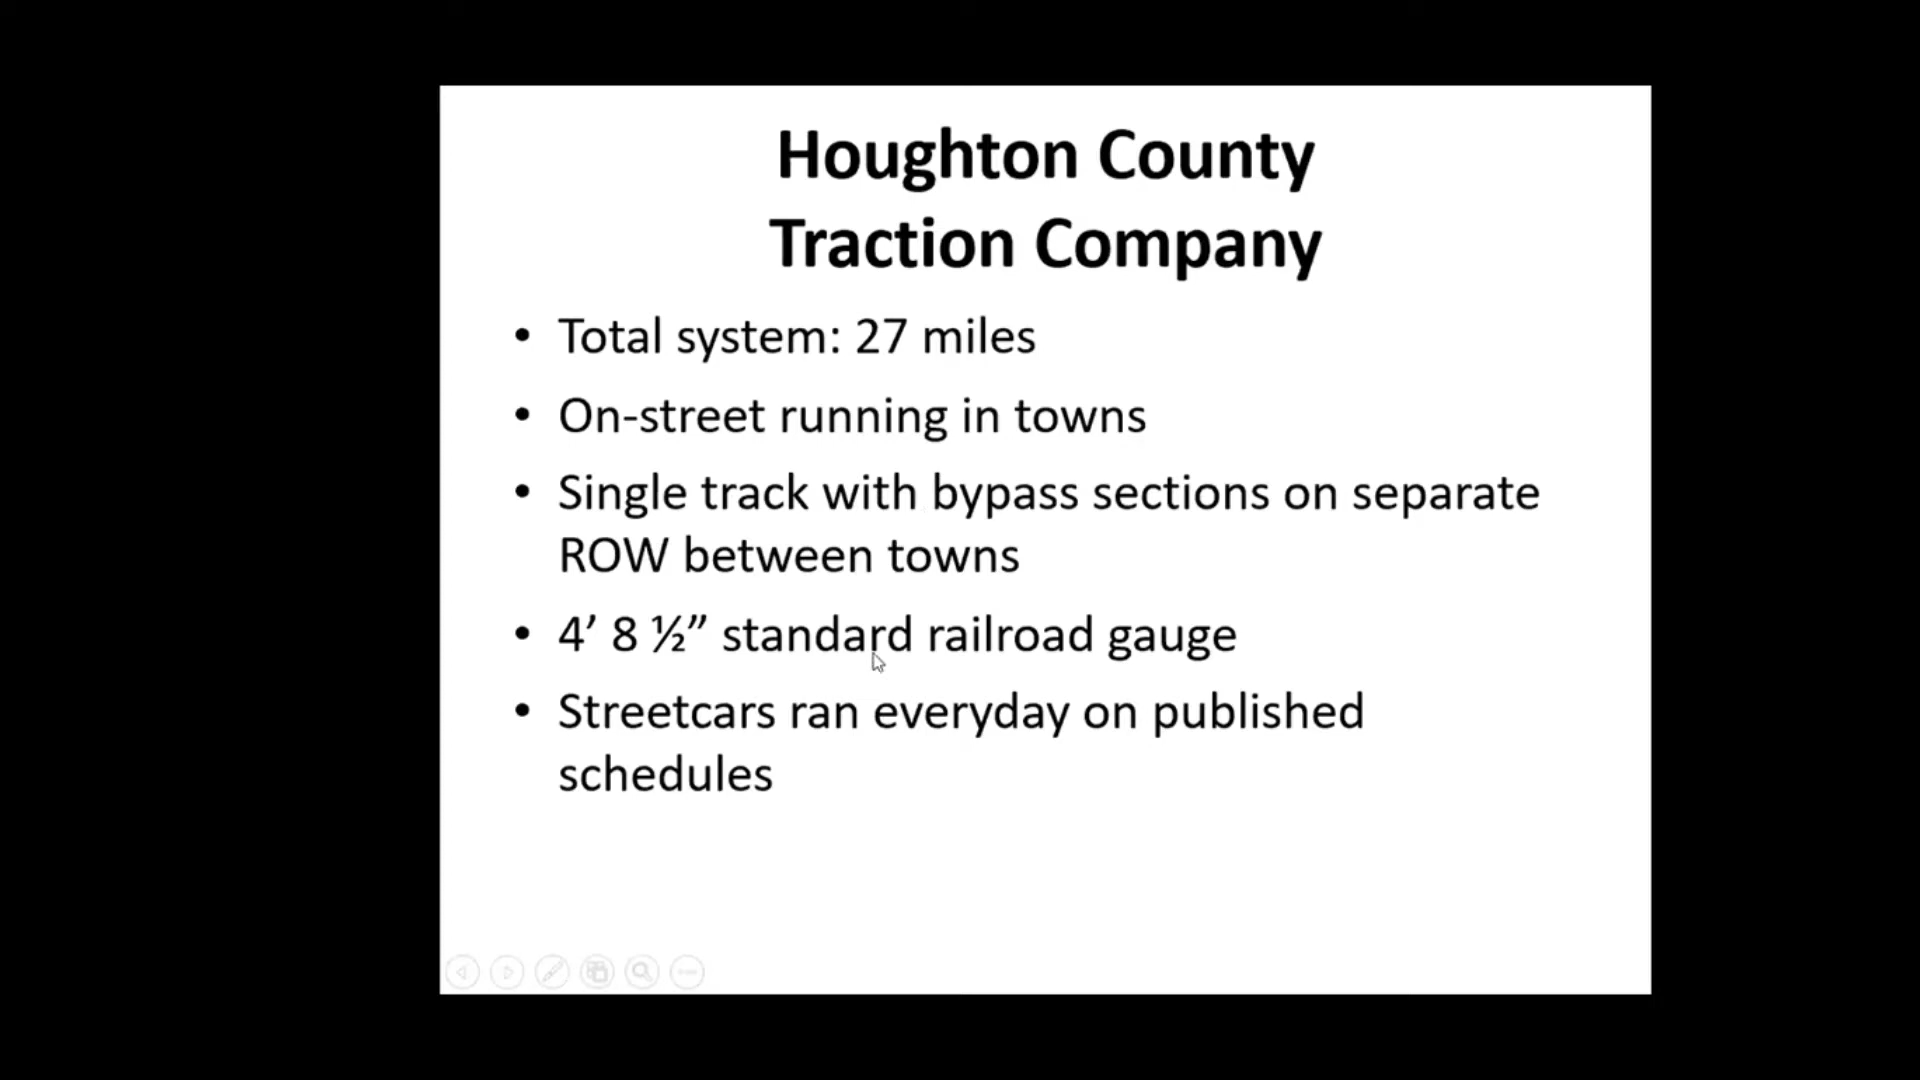 Houghton County
Traction Company
• Total system: 27 miles
• On-street running in towns
• Single track with bypass sections on separate
ROW between towns
• 4’ 8 ½” standard railroad gauge
• Streetcars ran everyday on published
schedules